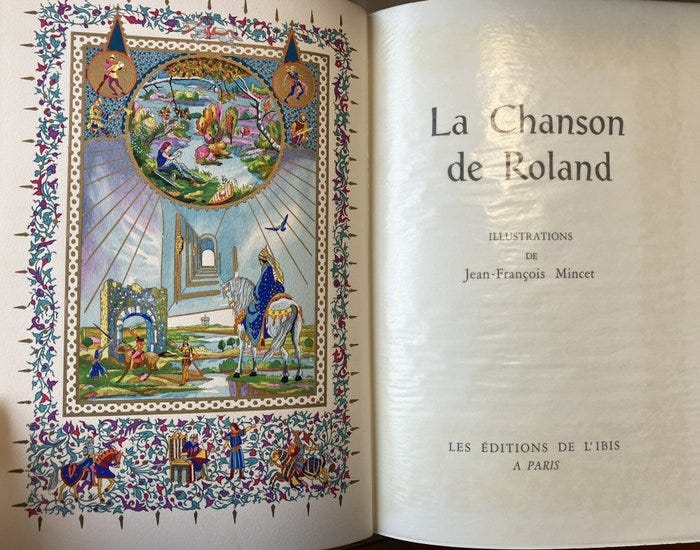 La Chanson
de Roland
ILLUSTRATIONS
DE
Jean-François Mincet
LES ÉDITIONS DE L'IBIS
A PARIS